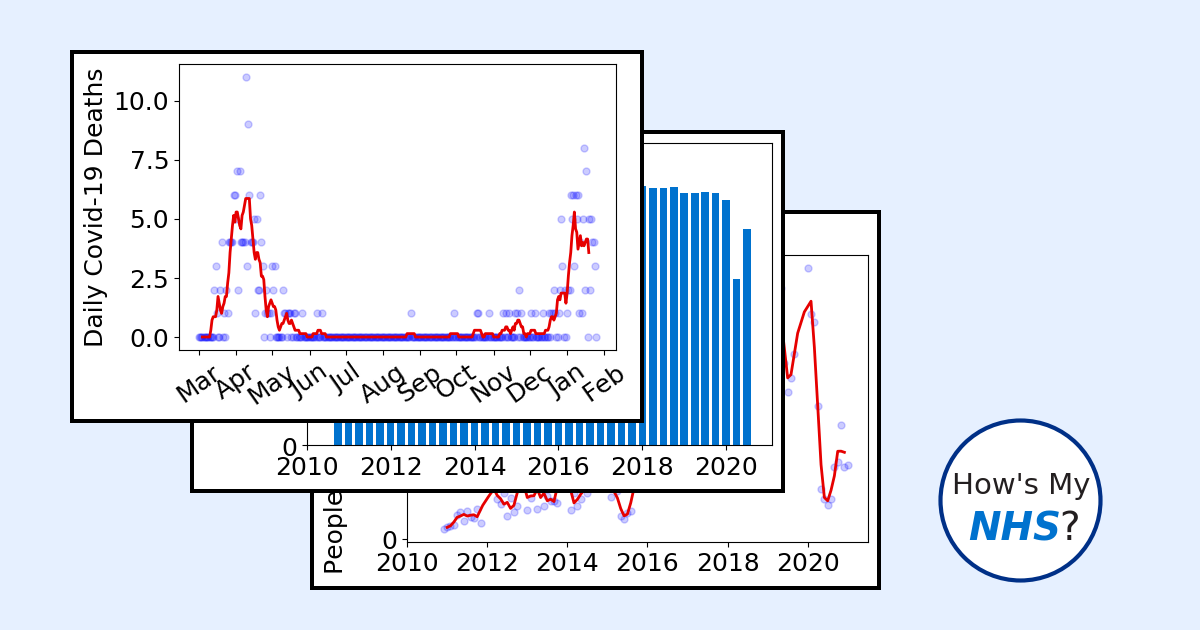 Daily Covid-19 Deaths
10.0
7.5
5.0
2.5
0.0
Mar Apr May Jun Jul Aug Sep Oct Nov Dec Jan Feb
0
2010 2012 2014 2016 2018 2020
People
0
2010 2012 2014 2016 2018 2020
How's My
NHS?